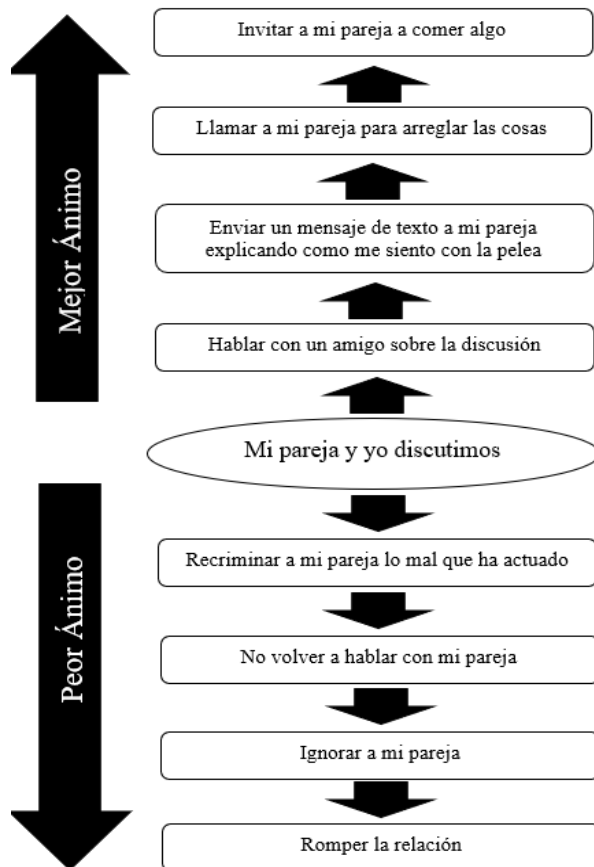 Mejor Ánimo
Invitar a mi pareja a comer algo
Llamar a mi pareja para arreglar las cosas
Enviar un mensaje de texto a mi pareja
explicando como me siento con la pelea
Hablar con un amigo sobre la discusión
Mi pareja y yo discutimos
Peor Ánimo
Recriminar a mi pareja lo mal que ha actuado
No volver a hablar con mi pareja
Ignorar a mi pareja
Romper la relación